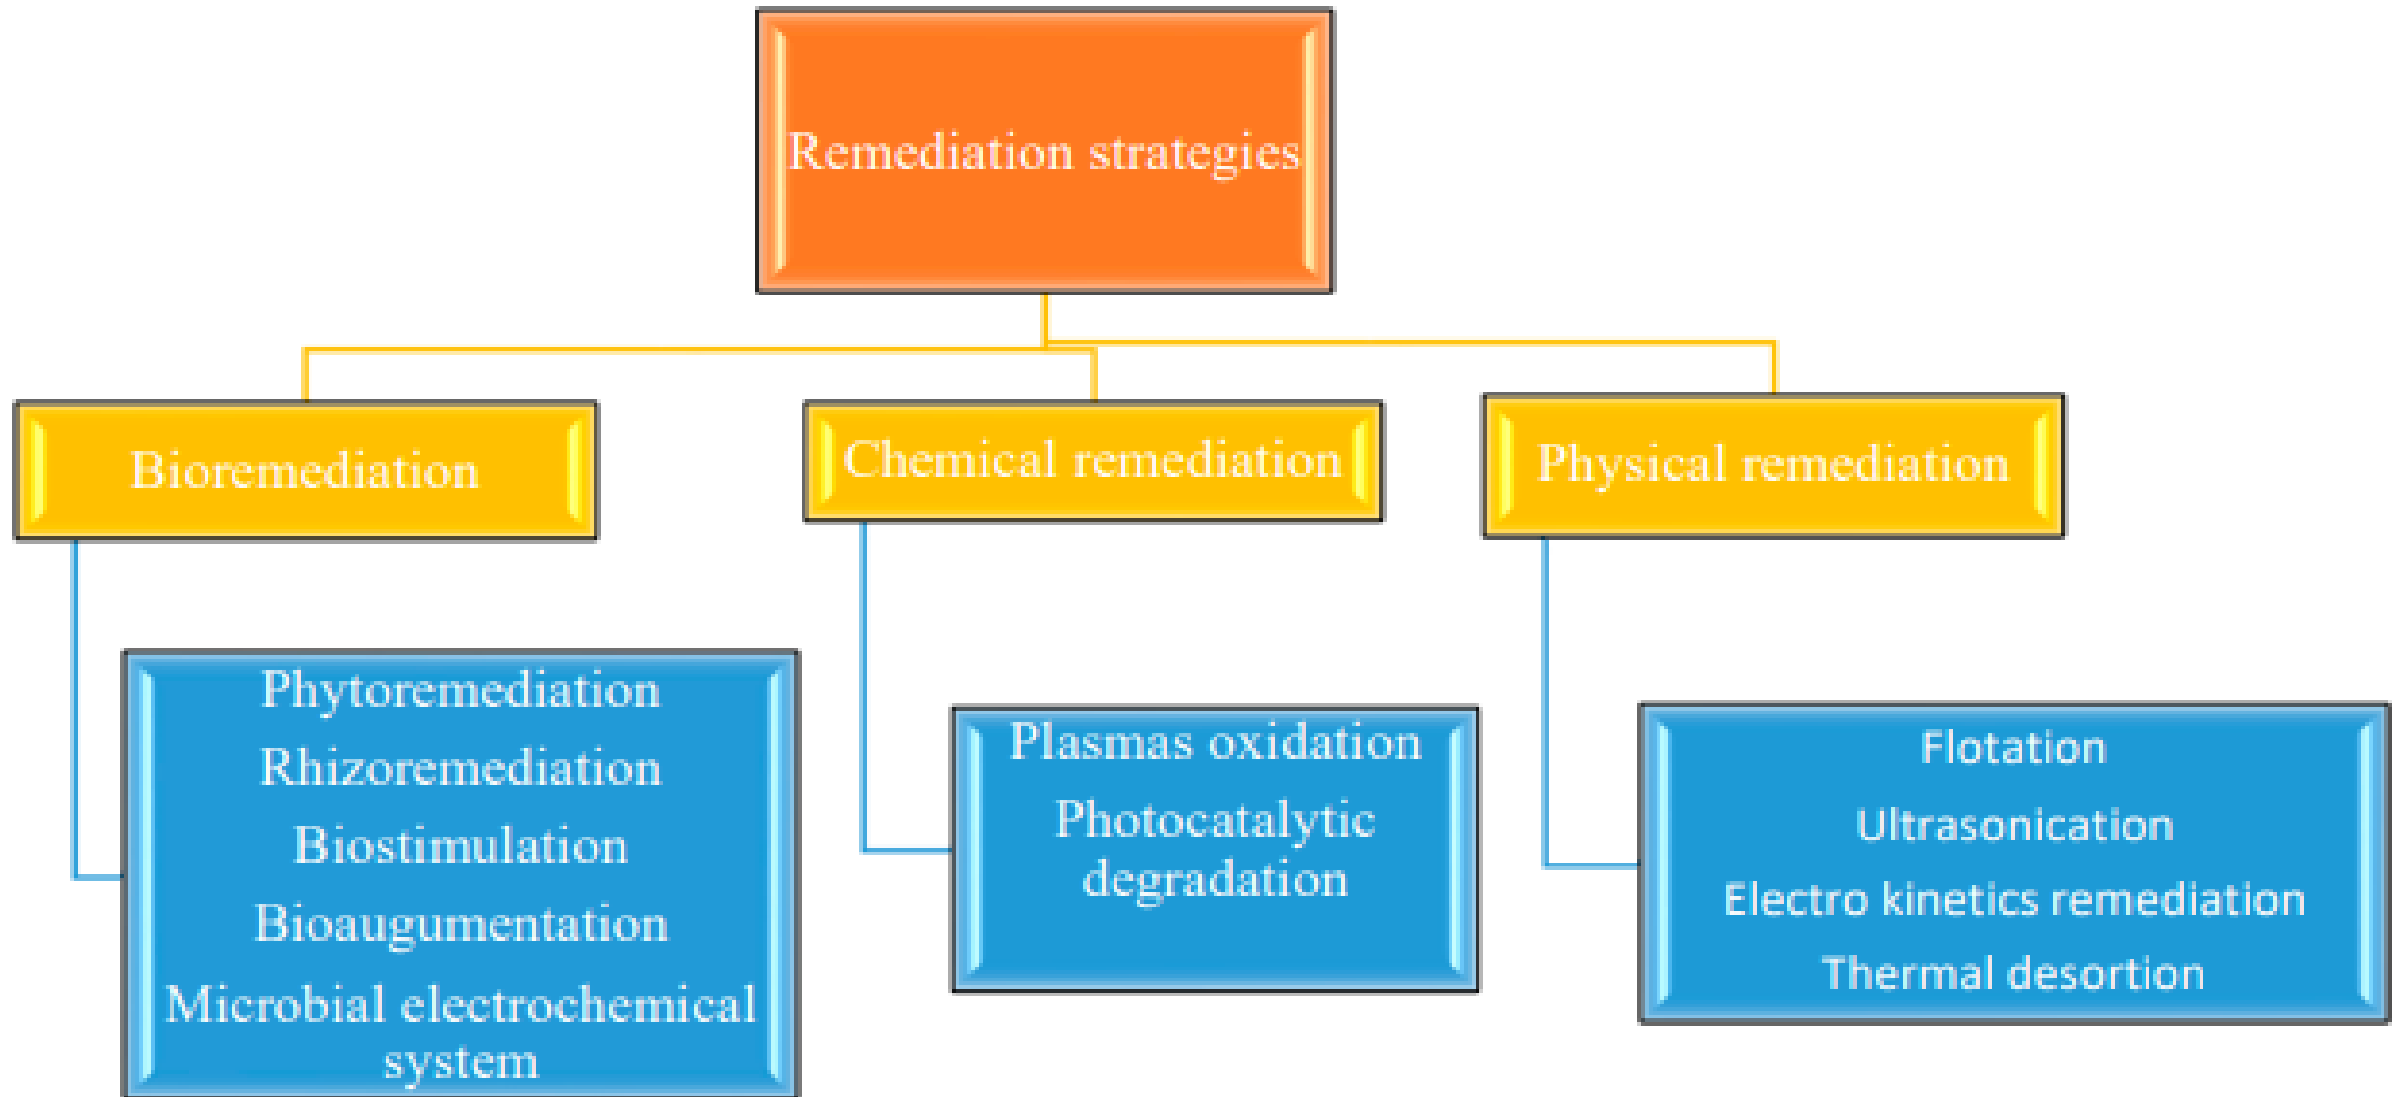 Remediation strategies
Bioremediation
Chemical remediation
Physical remediation
Phytoremediation
Rhizoremediation
Biostimulation
Bioaugumentation
Microbial electrochemical
system
Plasmas oxidation
Photocatalytic
degradation
Flotation
Ultrasonication
Electro kinetics remediation
Thermal desortion